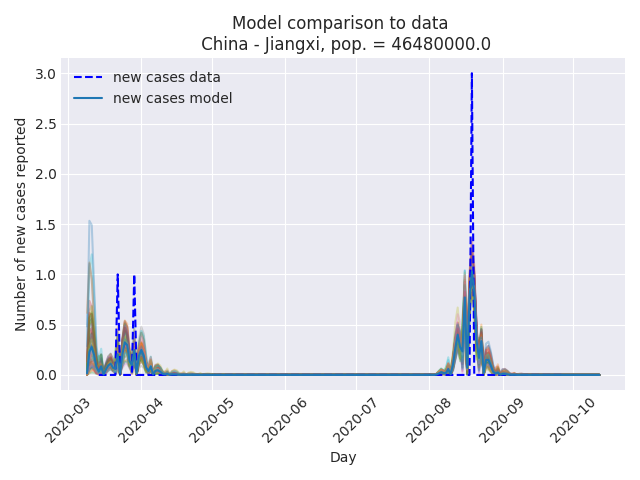 Model comparison to data
China - Jiangxi, pop. = 46480000.0
new cases data
new cases model
Number of new cases reported
3.0
2.5
2.0
1.5
1.0
0.5
0.0
2020-03
2020-04
2020-05
2020-06
2020-07
2020-08
2020-09
2020-10
Day